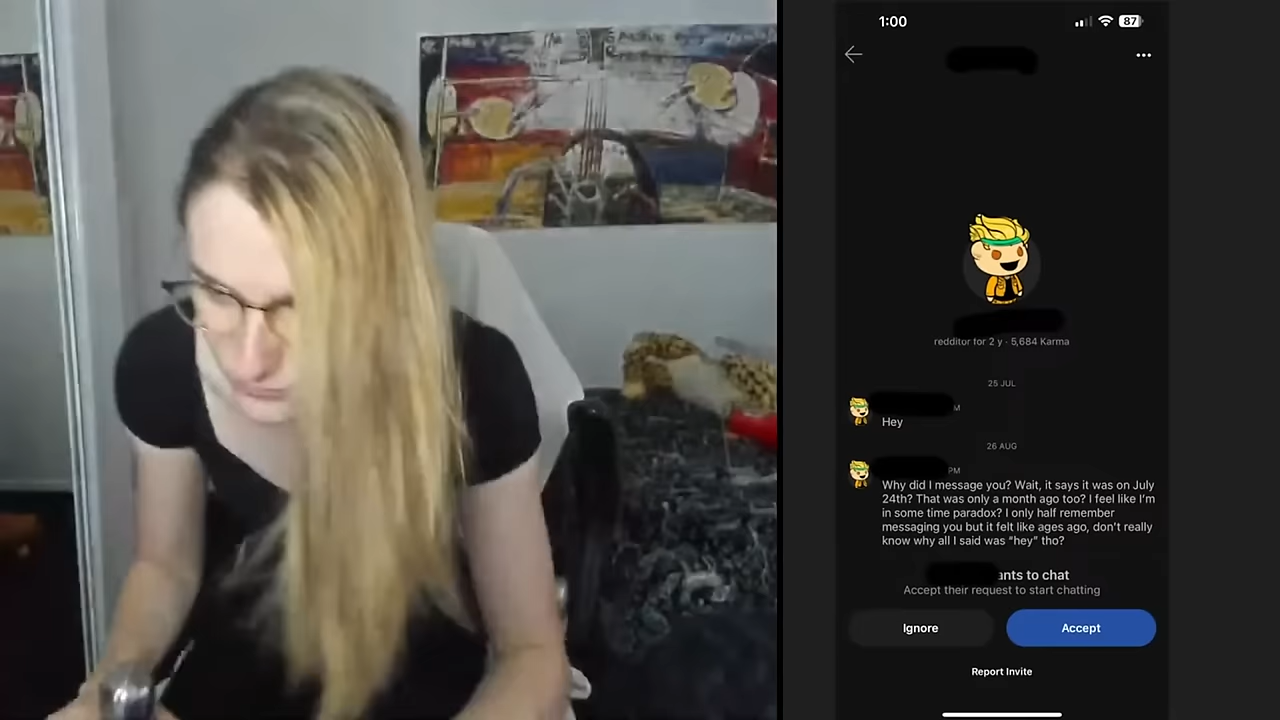 1:00
87
redditor for 2 y · 5,684 Karma
25 JUL
M
Hey
26 AUG
PM
Why did I message you? Wait, it says it was on July
24th? That was only a month ago too? I feel like I'm
in some time paradox? I only half remember
messaging you but it felt like ages ago, don't really
know why all I said was “hey” tho?
ants to chat
Accept their request to start chatting
Ignore
Accept
Report Invite